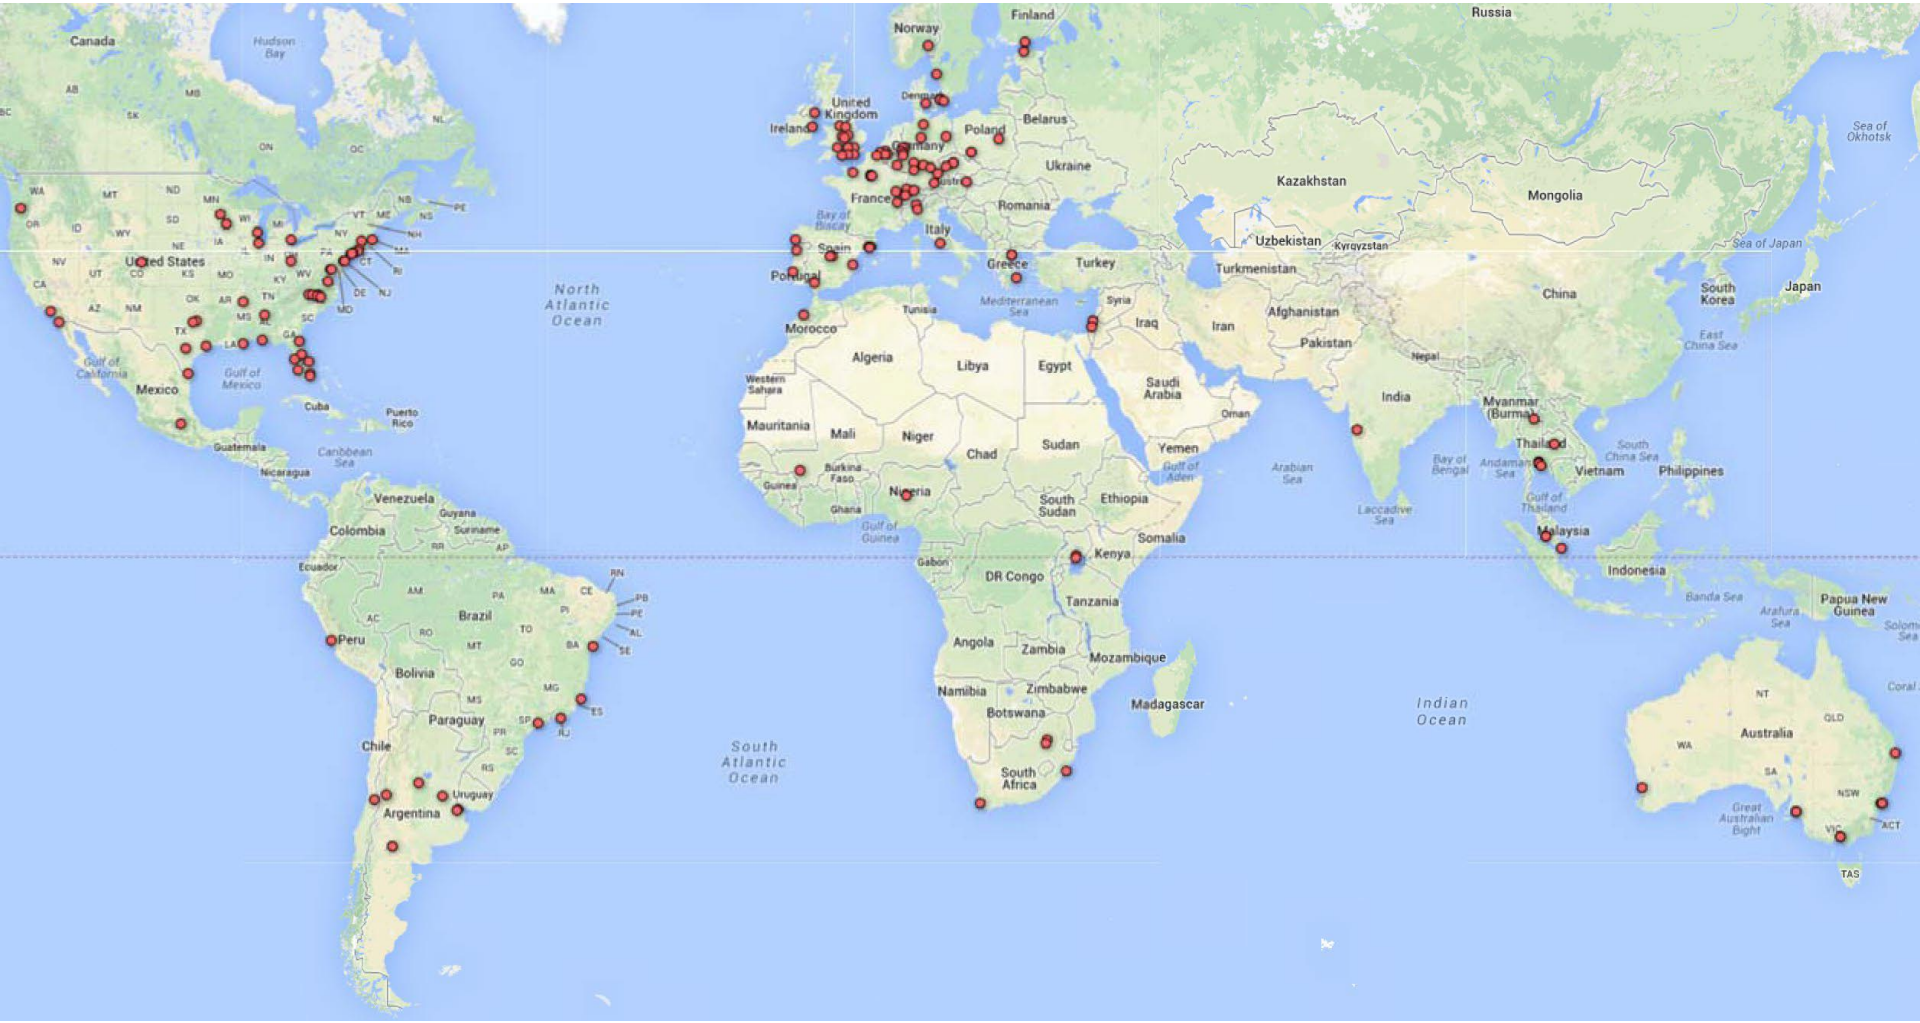 Finland
Russia
Norway
Canada
Hudson
Bay
AB
MB
SK
BC
NL
ON
QC
Denmark
United
Kingdom
Ireland
Poland
Belarus
Germany
Ukraine
Austria
France
Romania
Bay of
Biscay
Italy
Spain
Portugal
Greece
Turkey
Kazakhstan
Mongolia
Uzbekistan
Kyrgyzstan
Turkmenistan
Sea of
Okhotsk
Sea of Japan
WA
MT
ND
MN
OR
ID
SD
WI
MI
WY
IA
NE
VT
ME
NB
NS
PE
NH
NY
MA
PA
CT
RI
NV
UT
United States
CO
KS
MO
IL
IN
WV
KY
DE
NJ
MD
CA
AZ
NM
OK
AR
TN
MS
AL
SC
TX
LA
GA
North
Atlantic
Ocean
Gulf of
California
Gulf of
Mexico
Mexico
Cuba
Puerto
Rico
Guatemala
Caribbean
Sea
Nicaragua
Mediterranean
Sea
Tunisia
Morocco
Algeria
Libya
Egypt
Western
Sahara
Mauritania
Mali
Niger
Chad
Sudan
Guinea
Burkina
Faso
Nigeria
Ghana
Gulf of
Guinea
South
Sudan
Ethiopia
Somalia
Gabon
DR Congo
Kenya
Tanzania
Angola
Zambia
Mozambique
Namibia
Zimbabwe
Botswana
Madagascar
South
Africa
Syria
Iraq
Iran
Afghanistan
Pakistan
Saudi
Arabia
Oman
Yemen
Gulf of
Aden
Arabian
Sea
Nepal
India
China
South
Korea
Japan
East
China Sea
Myanmar
(Burma)
Thailand
Bay of
Bengal
Andaman
Sea
Vietnam
South
China Sea
Philippines
Gulf of
Thailand
Laccadive
Sea
Malaysia
Indonesia
Banda Sea
Arafura
Sea
Papua New
Guinea
Solom
Sea
Coral
Venezuela
Guyana
Colombia
Suriname
RR
AP
Ecuador
AM
PA
MA
CE
RN
PB
PE
AL
SE
PI
AC
Brazil
RO
TO
Peru
MT
BA
Bolivia
GO
MG
MS
ES
Paraguay
SP
RJ
PR
Chile
SC
RS
Uruguay
Argentina
South
Atlantic
Ocean
Indian
Ocean
NT
QLD
Australia
WA
SA
NSW
Great
Australian
Bight
VIC
ACT
TAS